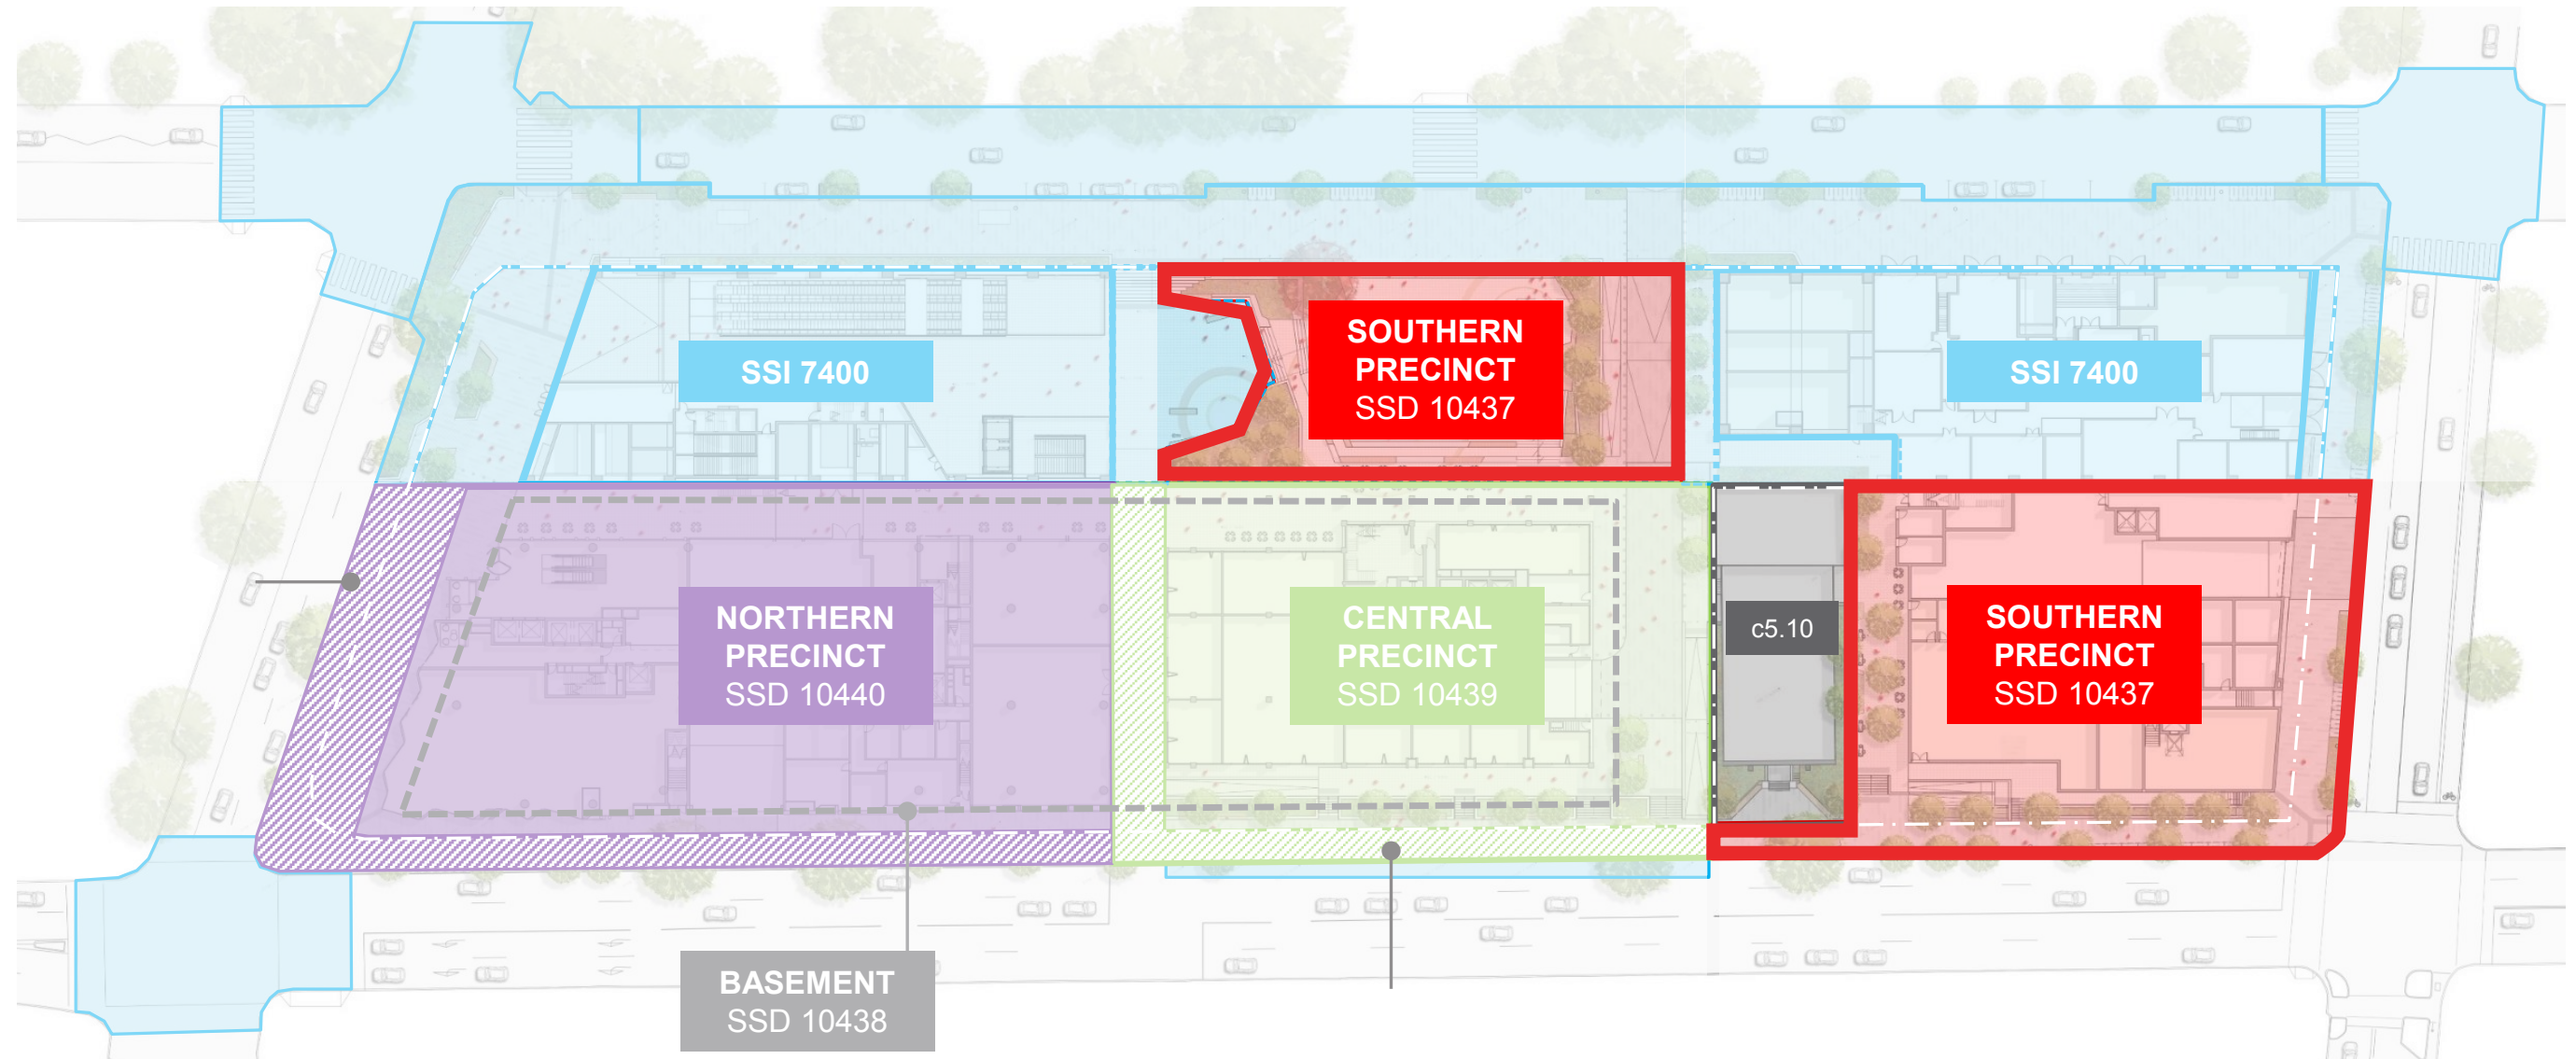 SOUTHERN
PRECINCT
SSD 10437
SSI 7400
SSI 7400
NORTHERN
PRECINCT
SSD 10440
CENTRAL
PRECINCT
SSD 10439
c5.10
SOUTHERN
PRECINCT
SSD 10437
BASEMENT
SSD 10438